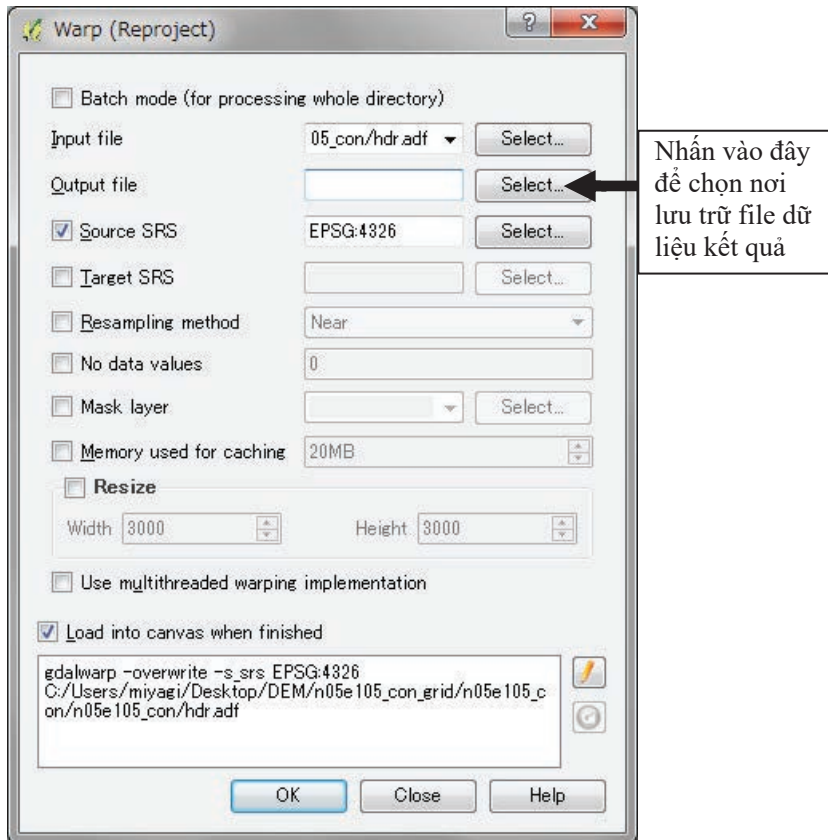 Warp (Reproject)
Batch mode (for processing whole directory)
Input file 05_con/hdr.adf Select...
Output file Select...
Source SRS EPSG:4326 Select...
Target SRS Select...
Resampling method Near
No data values 0
Mask layer Select...
Memory used for caching 20MB
Resize
Width 3000 Height 3000
Use multithreaded warping implementation
Load into canvas when finished
gdalwarp -overwrite -s_srs EPSG:4326
C:/Users/miyagi/Desktop/DEM/n05e105_con_grid/n05e105_c
on/n05e105_con/hdr.adf
OK Close Help
Nhấn vào đây
để chọn nơi
lưu trữ file dữ
liệu kết quả